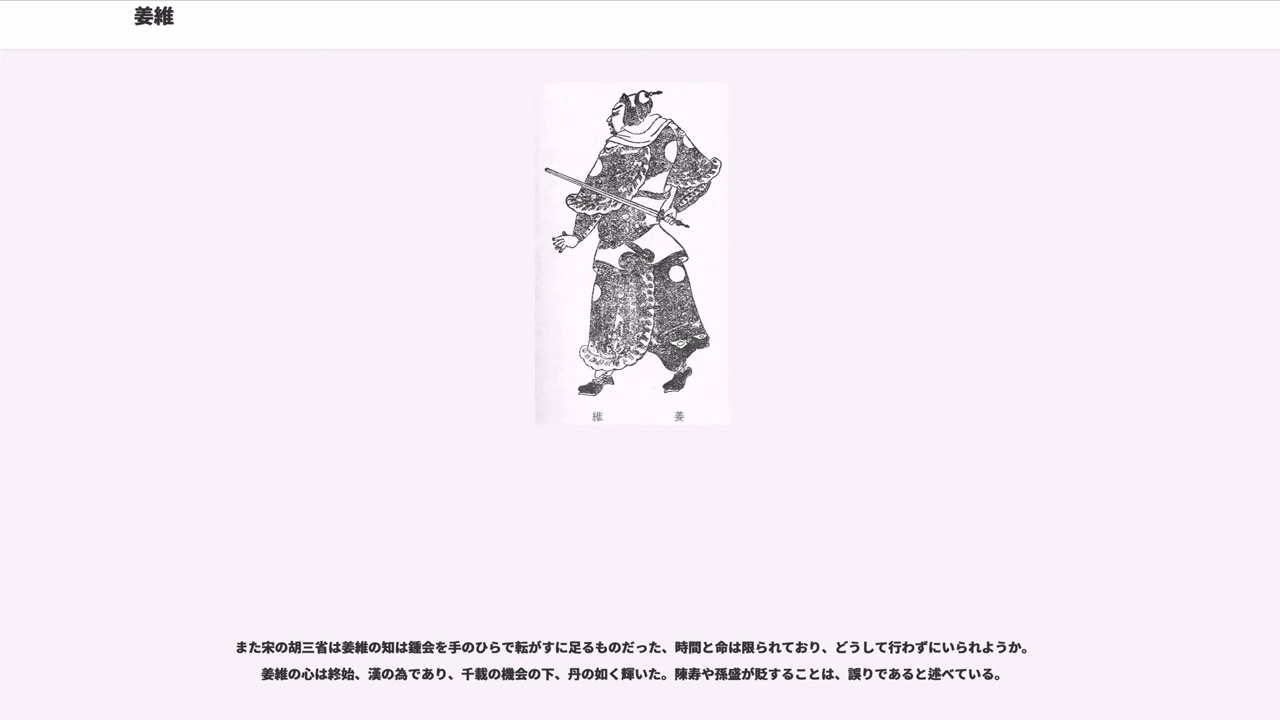 姜維
維 姜
また宋の胡三省は姜維の知は鍾会を手のひらで転がすに足るものだった、時間と命は限られており、どうして行わずにいられようか。
姜維の心は終始、漢の為であり、千載の機会の下、丹の如く輝いた。陳寿や孫盛が貶することは、誤りであると述べている。